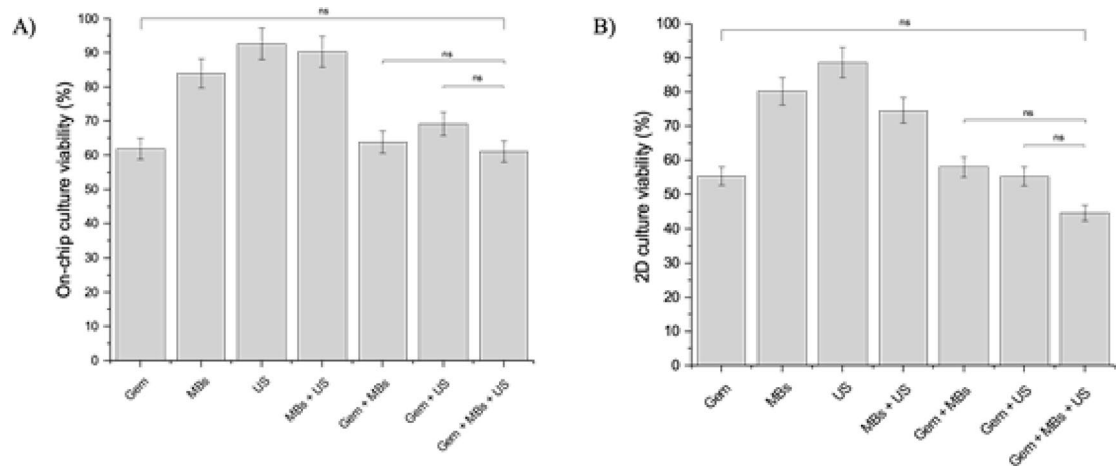 A)
On-chip culture viability (%)
100
90
80
70
60
50
40
30
20
10
0
ns
ns
ns
Gem
MBs
US
MBs + US
Gem + MBs
Gem + US
Gem + MBs + US
B)
2D culture viability (%)
100
90
80
70
60
50
40
30
20
10
0
ns
ns
ns
Gem
MBs
US
MBs + US
Gem + MBs
Gem + US
Gem + MBs + US